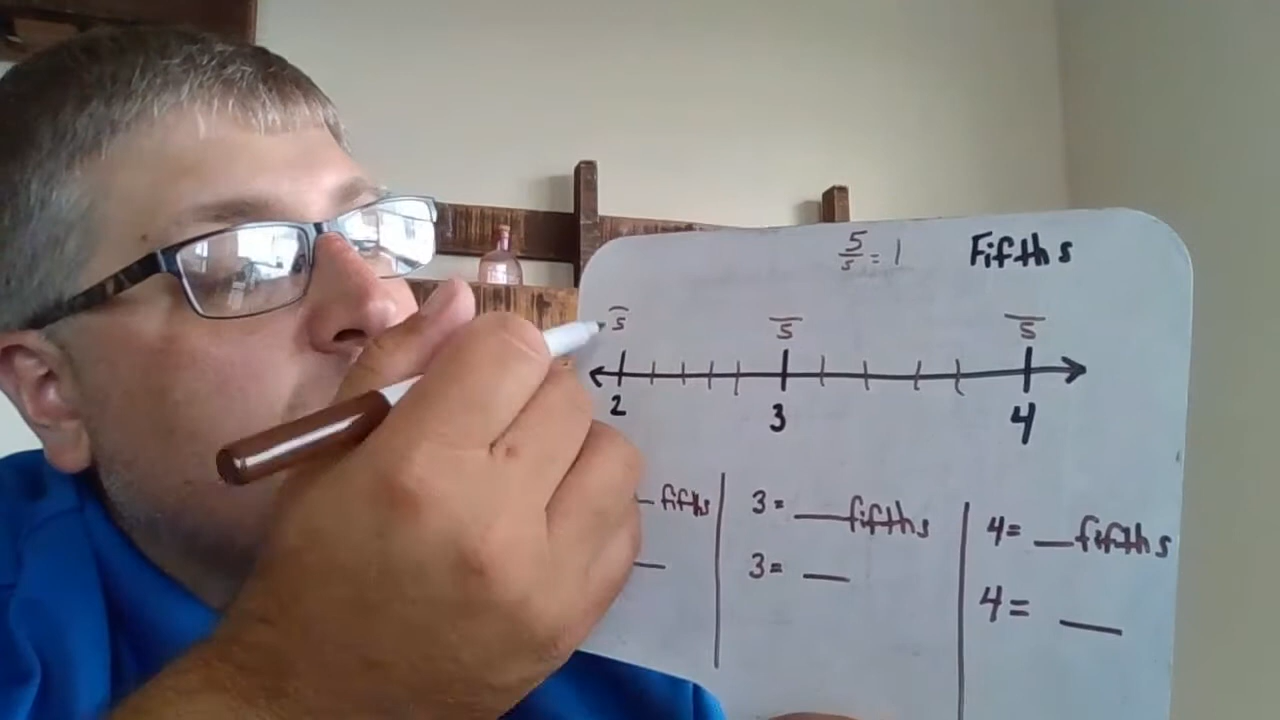 5/5 = 1 Fifths
/5 /5 /5
2 3 4
fifths 3 = ___ fifths 4 = ___ fifths
3 = ___ 4 = ___